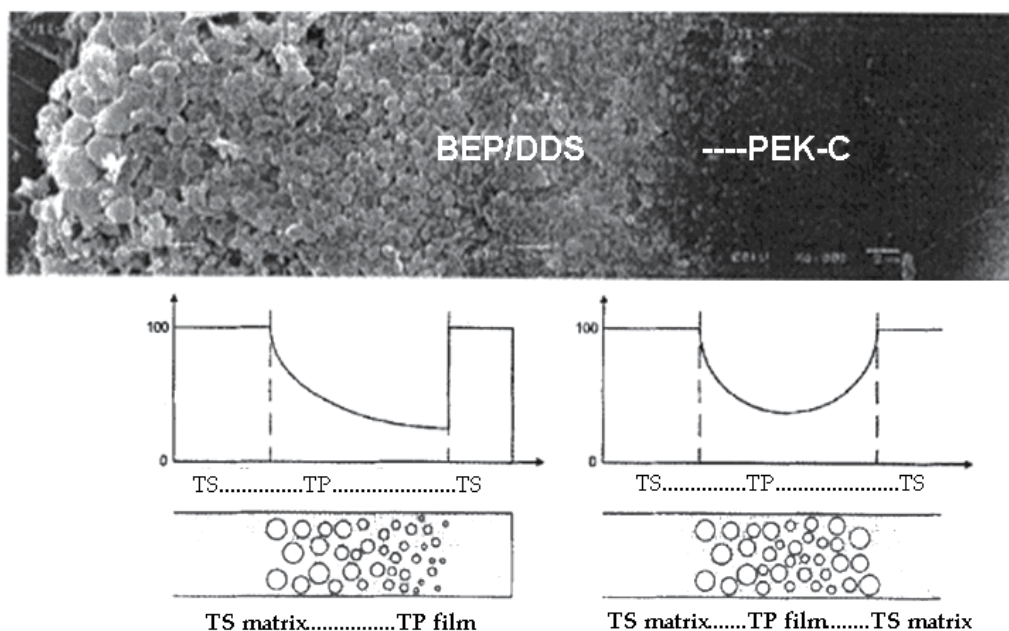 BEP/DDS ----PEK-C
100
0
TS..............TP......................TS
100
0
TS..............TP......................TS
TS matrix...............TP film
TS matrix.......TP film.......TS matrix